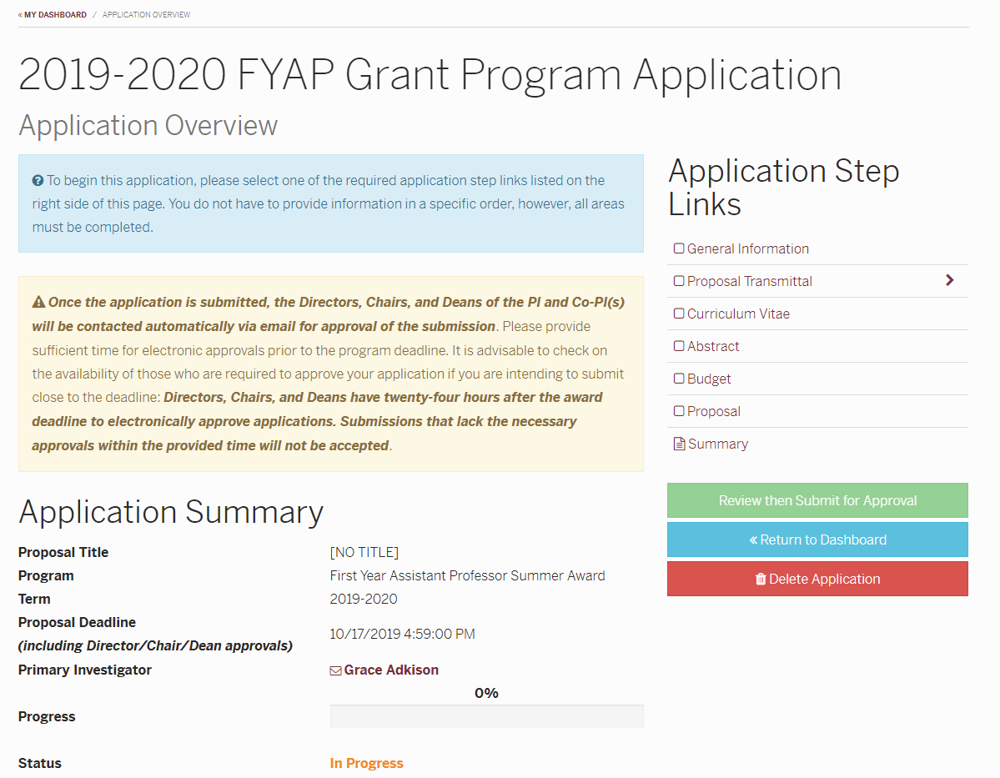 « MY DASHBOARD / APPLICATION OVERVIEW
2019-2020 FYAP Grant Program Application
Application Overview
To begin this application, please select one of the required application step links listed on the
right side of this page. You do not have to provide information in a specific order, however, all areas
must be completed.
Once the application is submitted, the Directors, Chairs, and Deans of the PI and Co-PI(s)
will be contacted automatically via email for approval of the submission. Please provide
sufficient time for electronic approvals prior to the program deadline. It is advisable to check on
the availability of those who are required to approve your application if you are intending to submit
close to the deadline: Directors, Chairs, and Deans have twenty-four hours after the award
deadline to electronically approve applications. Submissions that lack the necessary
approvals within the provided time will not be accepted.
Application Summary
Proposal Title [NO TITLE]
Program First Year Assistant Professor Summer Award
Term 2019-2020
Proposal Deadline
(including Director/Chair/Dean approvals) 10/17/2019 4:59:00 PM
Primary Investigator Grace Adkison
0%
Progress
Status In Progress
Application Step
Links
General Information
Proposal Transmittal
Curriculum Vitae
Abstract
Budget
Proposal
Summary
Review then Submit for Approval
« Return to Dashboard
Delete Application